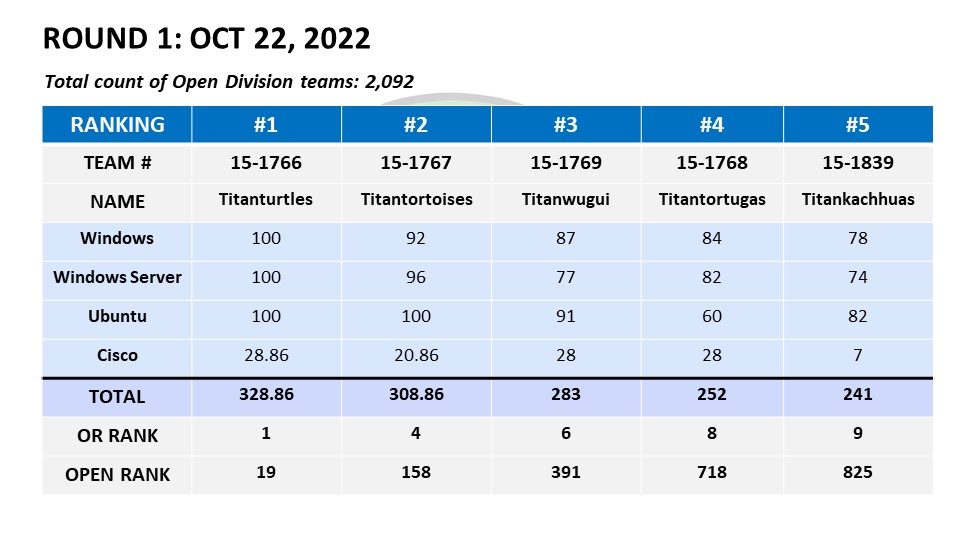 ROUND 1: OCT 22, 2022
Total count of Open Division teams: 2,092
RANKING #1 #2 #3 #4 #5
TEAM # 15-1766 15-1767 15-1769 15-1768 15-1839
NAME Titanturtles Titantortoises Titanwugui Titantortugas Titankachhuas
Windows 100 92 87 84 78
Windows Server 100 96 77 82 74
Ubuntu 100 100 91 60 82
Cisco 28.86 20.86 28 28 7
TOTAL 328.86 308.86 283 252 241
OR RANK 1 4 6 8 9
OPEN RANK 19 158 391 718 825